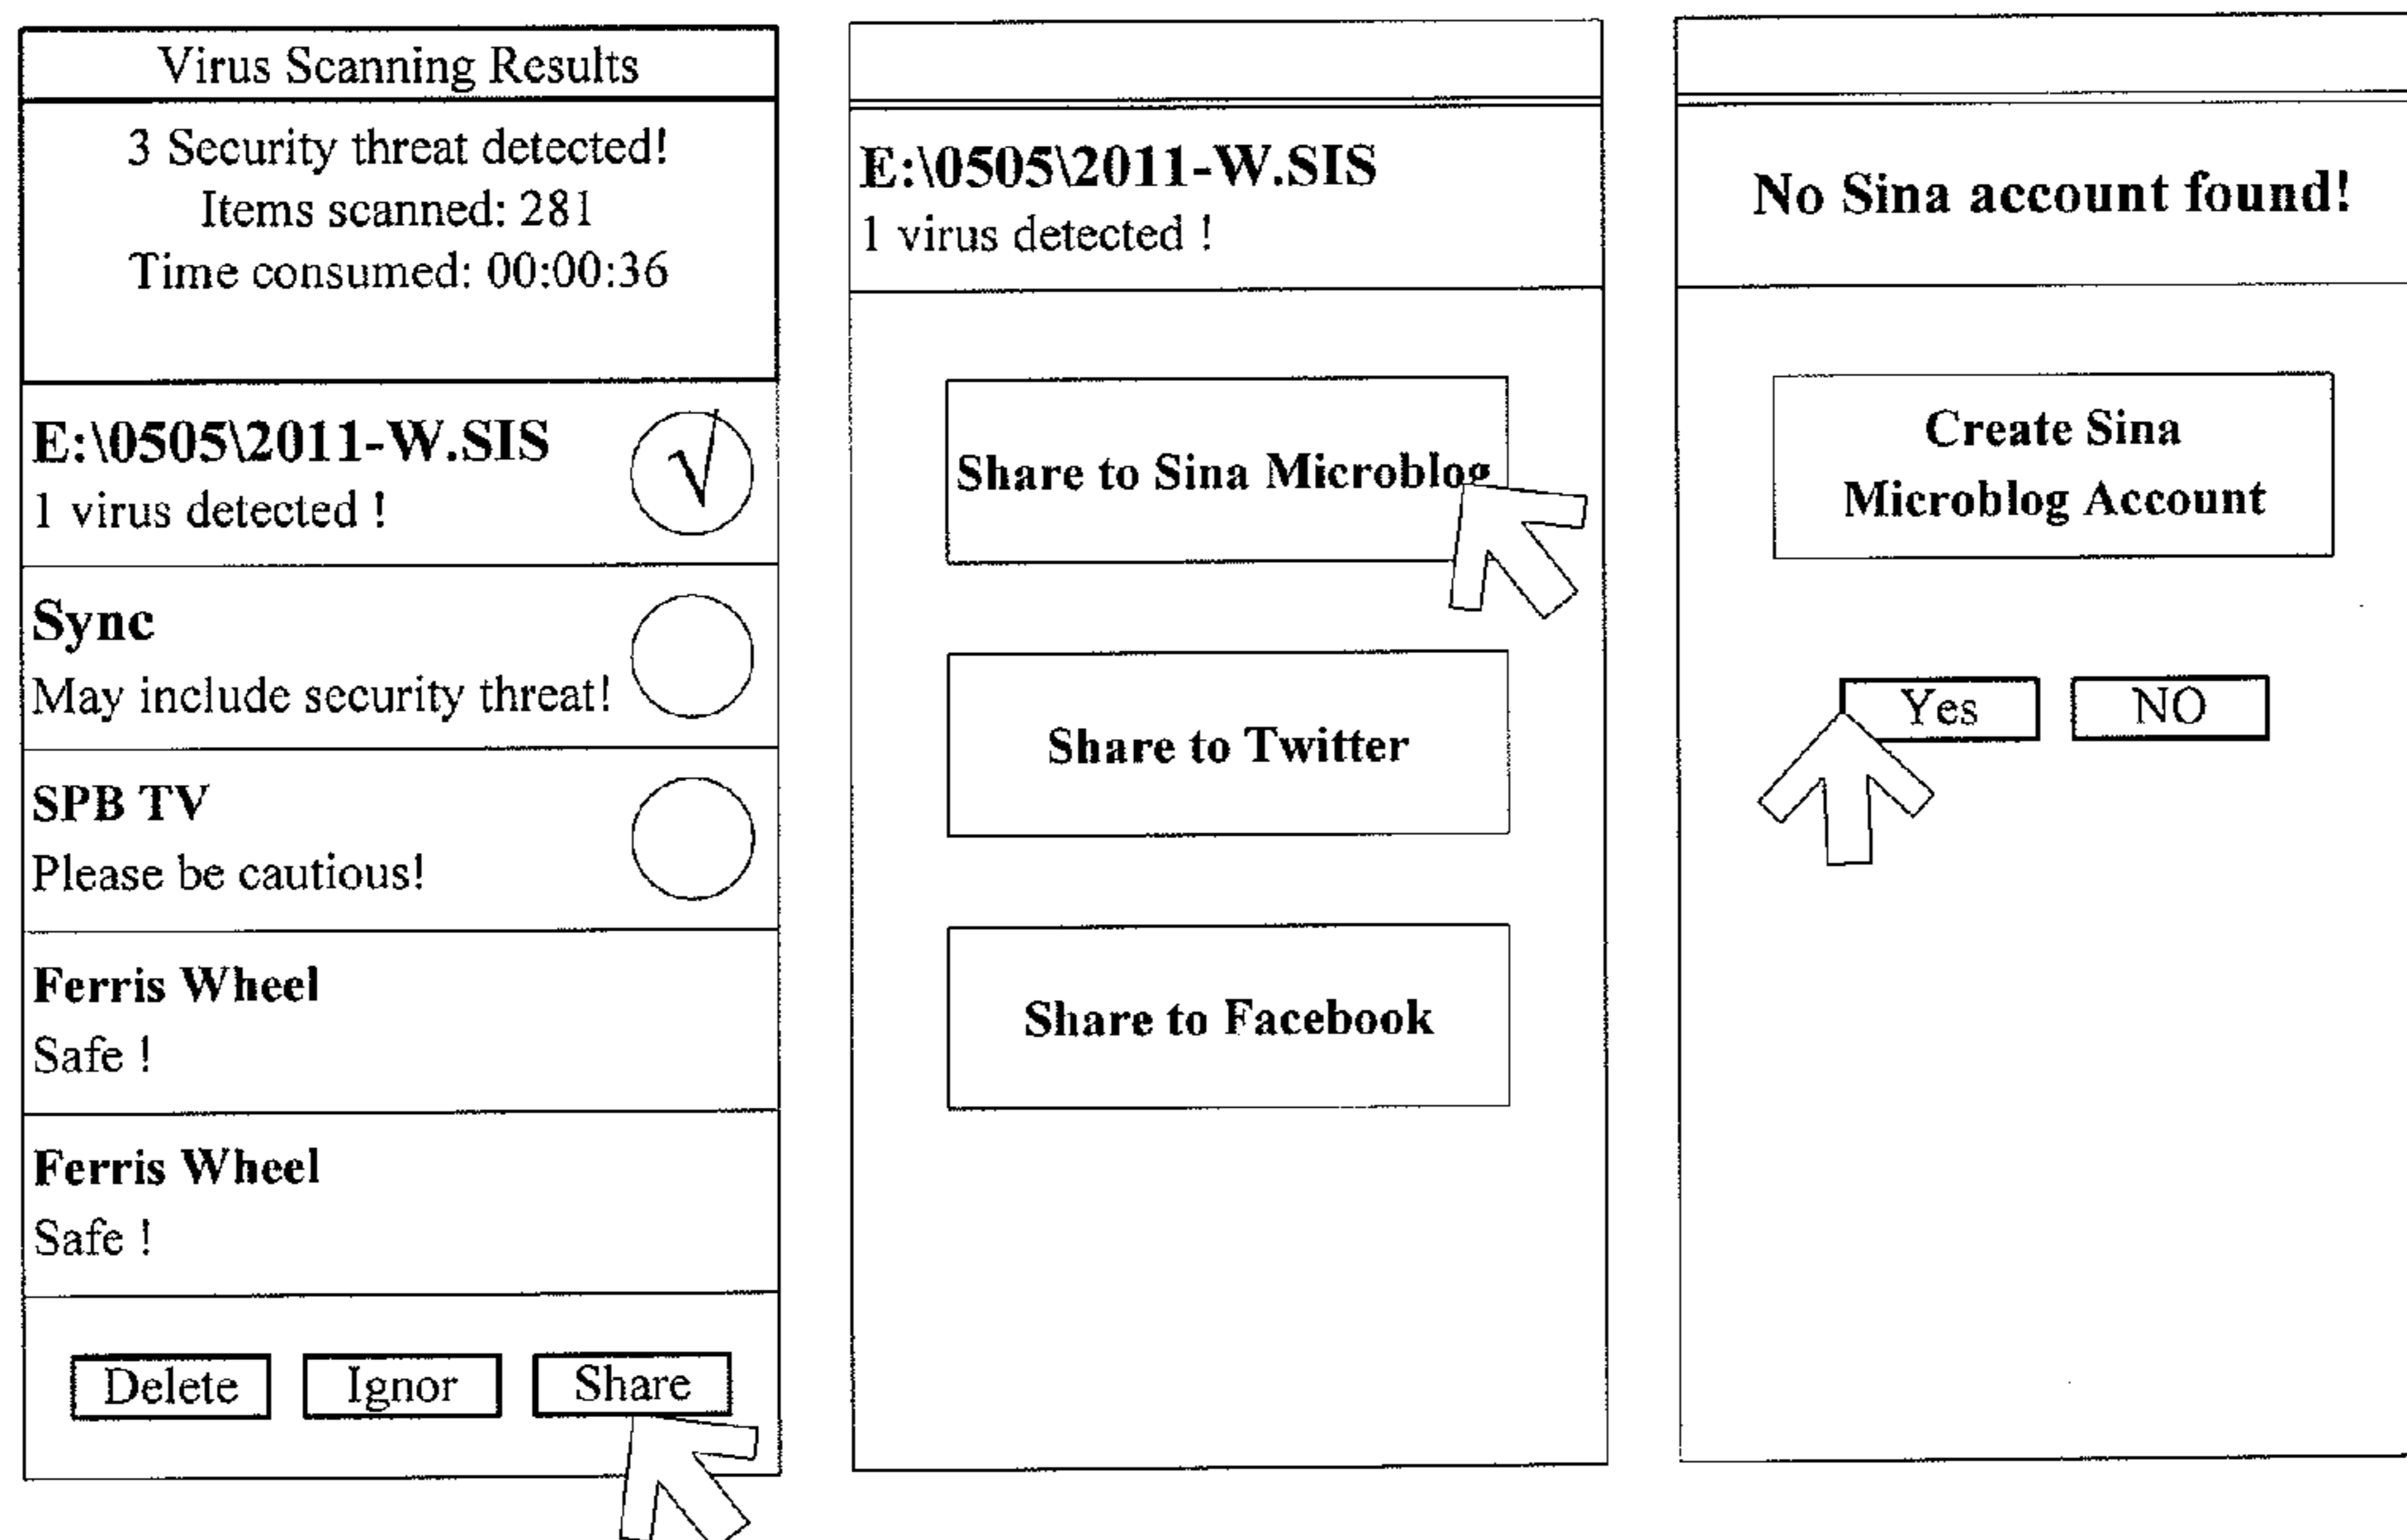 Virus Scanning Results
3 Security threat detected!
Items scanned: 281
Time consumed: 00:00:36
E:\0505\2011-W.SIS
1 virus detected !
√
Sync
May include security threat!
SPB TV
Please be cautious!
Ferris Wheel
Safe !
Ferris Wheel
Safe !
Delete
Ignor
Share
E:\0505\2011-W.SIS
1 virus detected !
Share to Sina Microblog
Share to Twitter
Share to Facebook
No Sina account found!
Create Sina
Microblog Account
Yes
NO